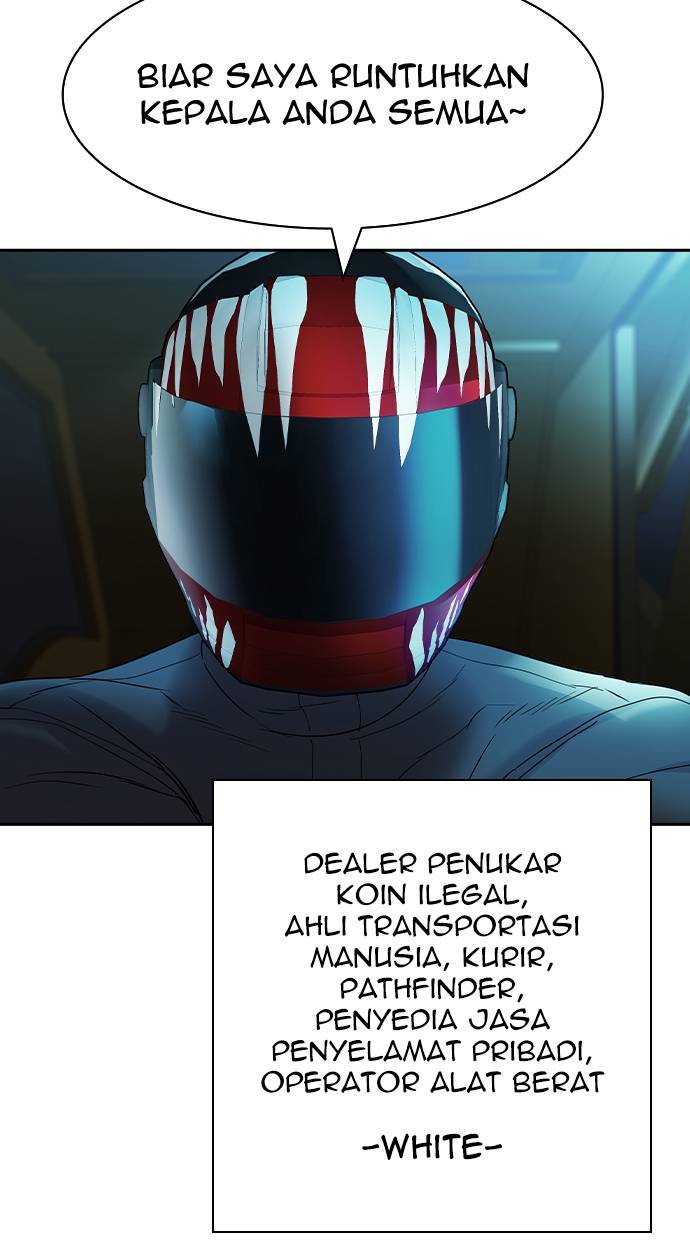 BIAR SAYA RUNTUHKAN
KEPALA ANDA SEMUA~
DEALER PENUKAR
KOIN ILEGAL,
AHLI TRANSPORTASI
MANUSIA, KURIR,
PATHFINDER,
PENYEDIA JASA
PENYELAMAT PRIBADI,
OPERATOR ALAT BERAT
-WHITE-